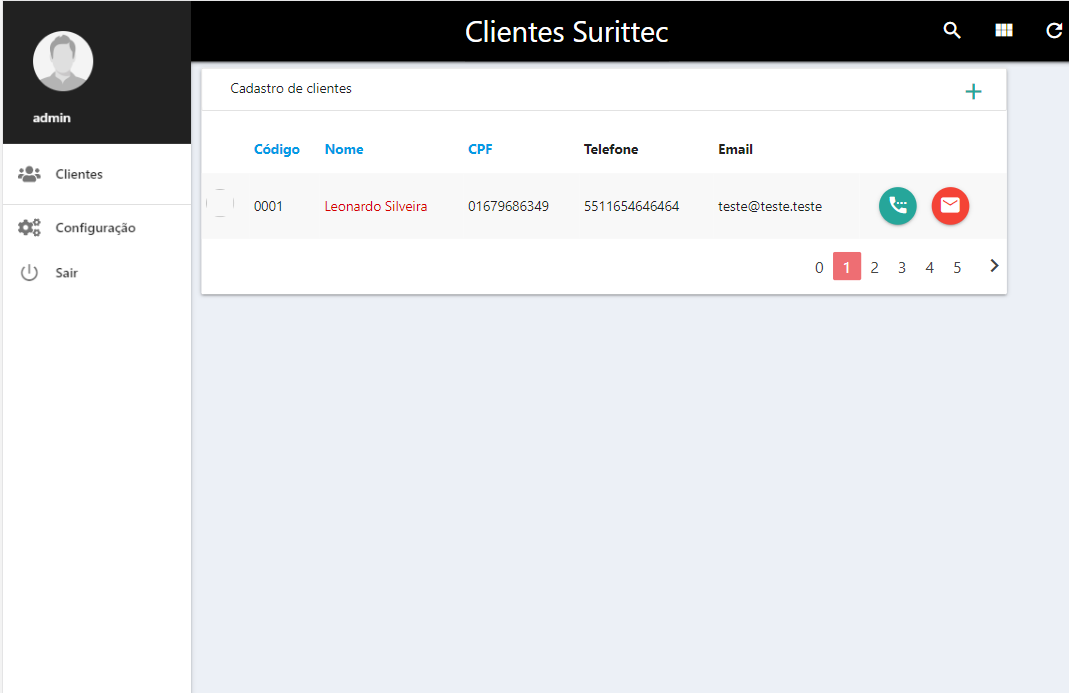 Clientes Surittec
admin
Clientes
Configuração
Sair
Cadastro de clientes
Código Nome CPF Telefone Email
0001 Leonardo Silveira 01679686349 5511654646464 teste@teste.teste
0 1 2 3 4 5